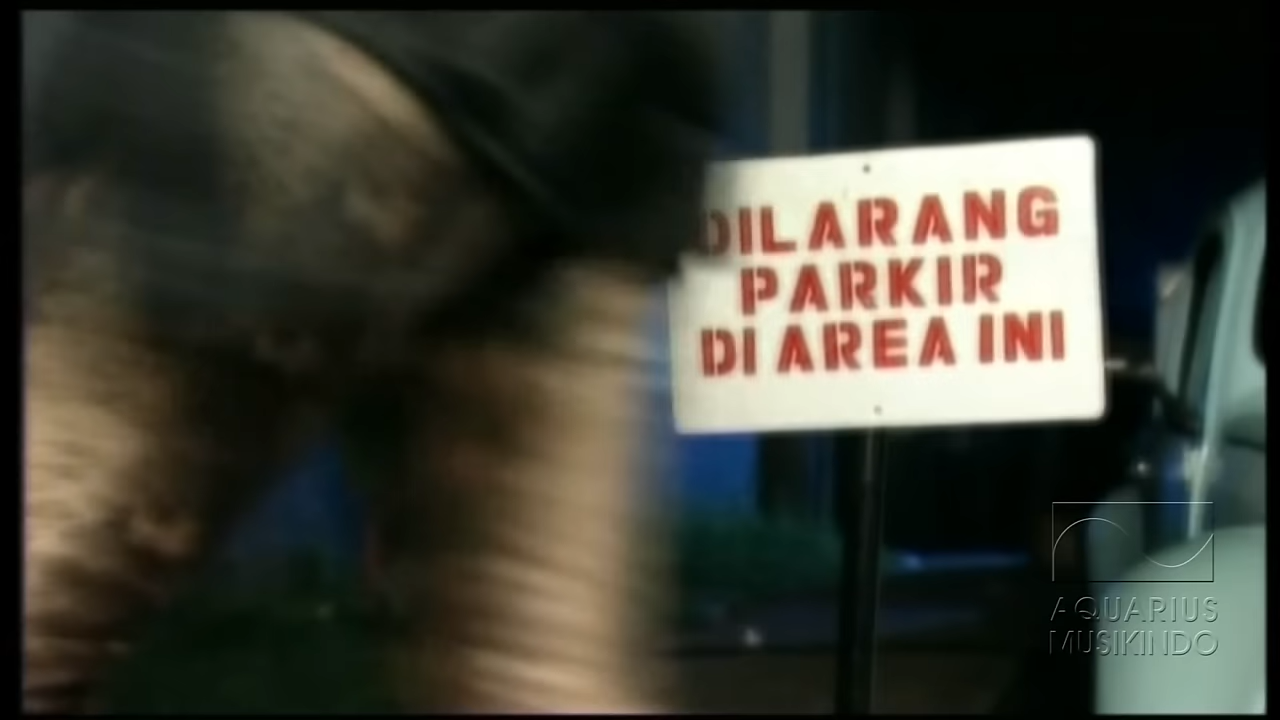 DILARANG
PARKIR
DI AREA INI
AQUARIUS
MUSIKINDO